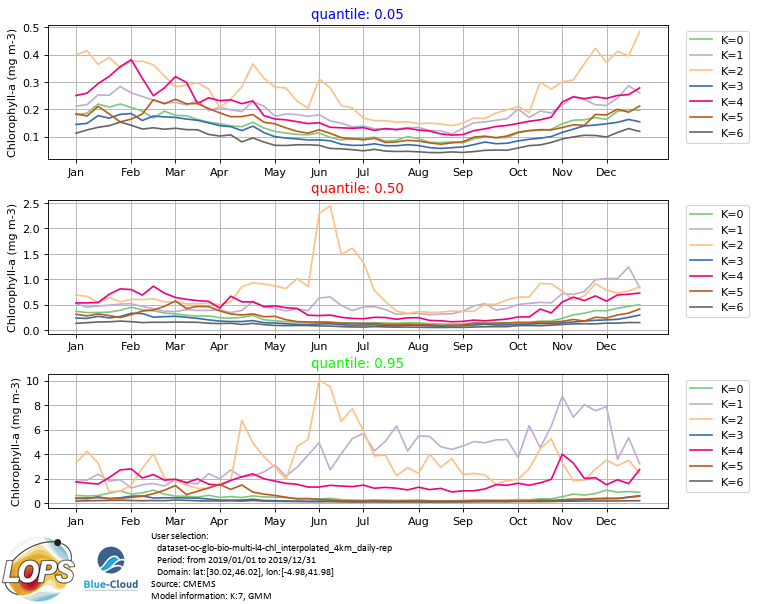 quantile: 0.05
Chlorophyll-a (mg m-3)
0.5
0.4
0.3
0.2
0.1
Jan Feb Mar Apr May Jun Jul Aug Sep Oct Nov Dec
K=0
K=1
K=2
K=3
K=4
K=5
K=6
quantile: 0.50
Chlorophyll-a (mg m-3)
2.5
2.0
1.5
1.0
0.5
0.0
Jan Feb Mar Apr May Jun Jul Aug Sep Oct Nov Dec
K=0
K=1
K=2
K=3
K=4
K=5
K=6
quantile: 0.95
Chlorophyll-a (mg m-3)
10
8
6
4
2
0
Jan Feb Mar Apr May Jun Jul Aug Sep Oct Nov Dec
K=0
K=1
K=2
K=3
K=4
K=5
K=6
LOPS
Blue-Cloud
User selection:
dataset-oc-glo-bio-multi-l4-chl_interpolated_4km_daily-rep
Period: from 2019/01/01 to 2019/12/31
Domain: lat:[30.02,46.02], lon:[-4.98,41.98]
Source: CMEMS
Model information: K:7, GMM